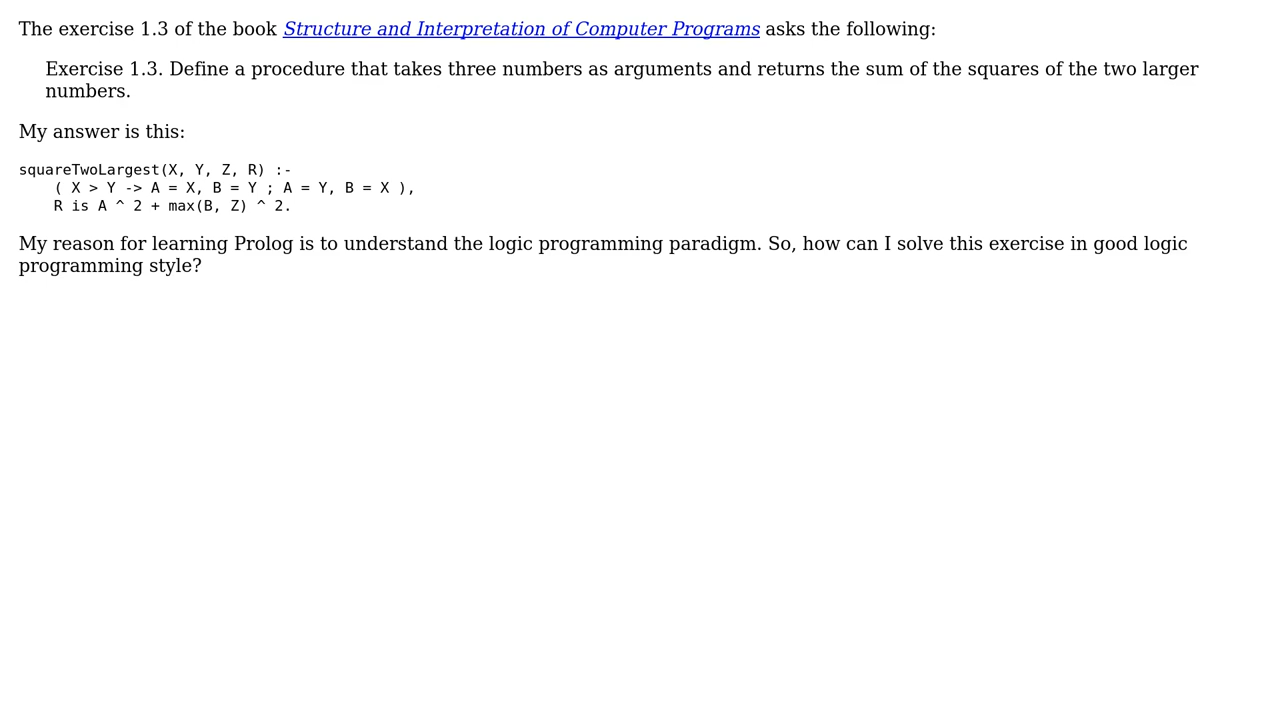 The exercise 1.3 of the book Structure and Interpretation of Computer Programs asks the following:
Exercise 1.3. Define a procedure that takes three numbers as arguments and returns the sum of the squares of the two larger
numbers.
My answer is this:
squareTwoLargest(X, Y, Z, R) :-
    ( X > Y -> A = X, B = Y ; A = Y, B = X ),
    R is A ^ 2 + max(B, Z) ^ 2.
My reason for learning Prolog is to understand the logic programming paradigm. So, how can I solve this exercise in good logic
programming style?